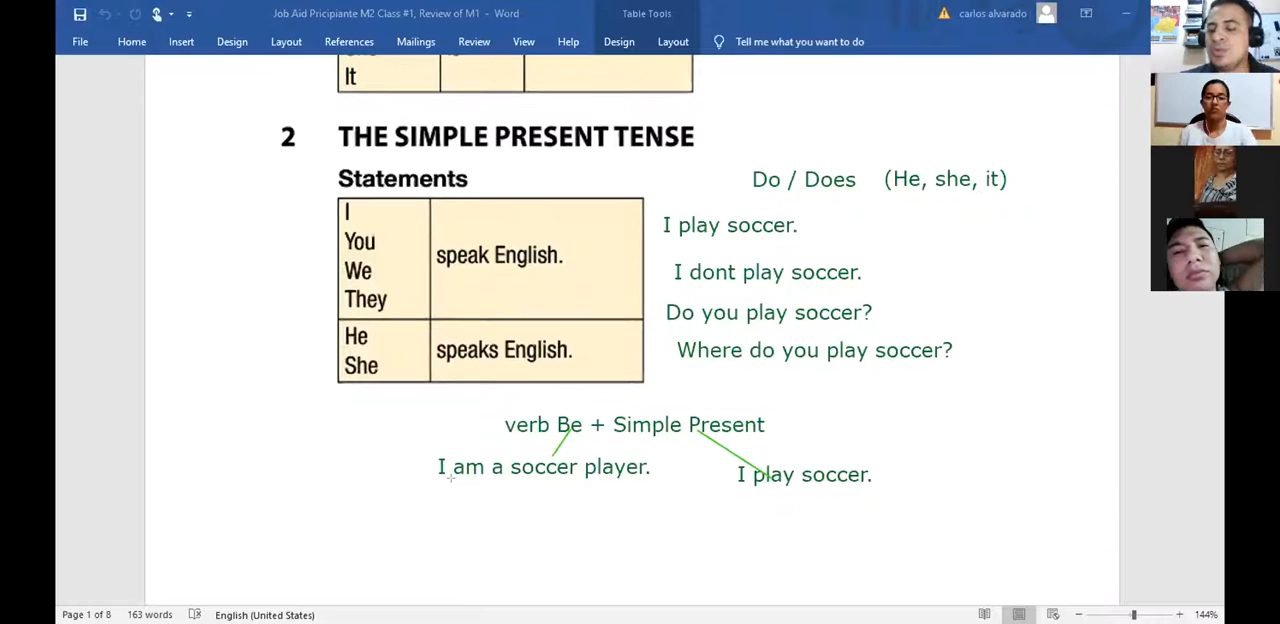 Job Aid Pricipiante M2 Class #1, Review of M1 - Word
Table Tools
carlos alvarado
File Home Insert Design Layout References Mailings Review View Help Design Layout Tell me what you want to do
It
2 THE SIMPLE PRESENT TENSE
Statements
Do / Does (He, she, it)
I
You
We
They
speak English.
He
She
speaks English.
I play soccer.
I dont play soccer.
Do you play soccer?
Where do you play soccer?
verb Be + Simple Present
I am a soccer player.
I play soccer.
Page 1 of 8 163 words English (United States) 144%